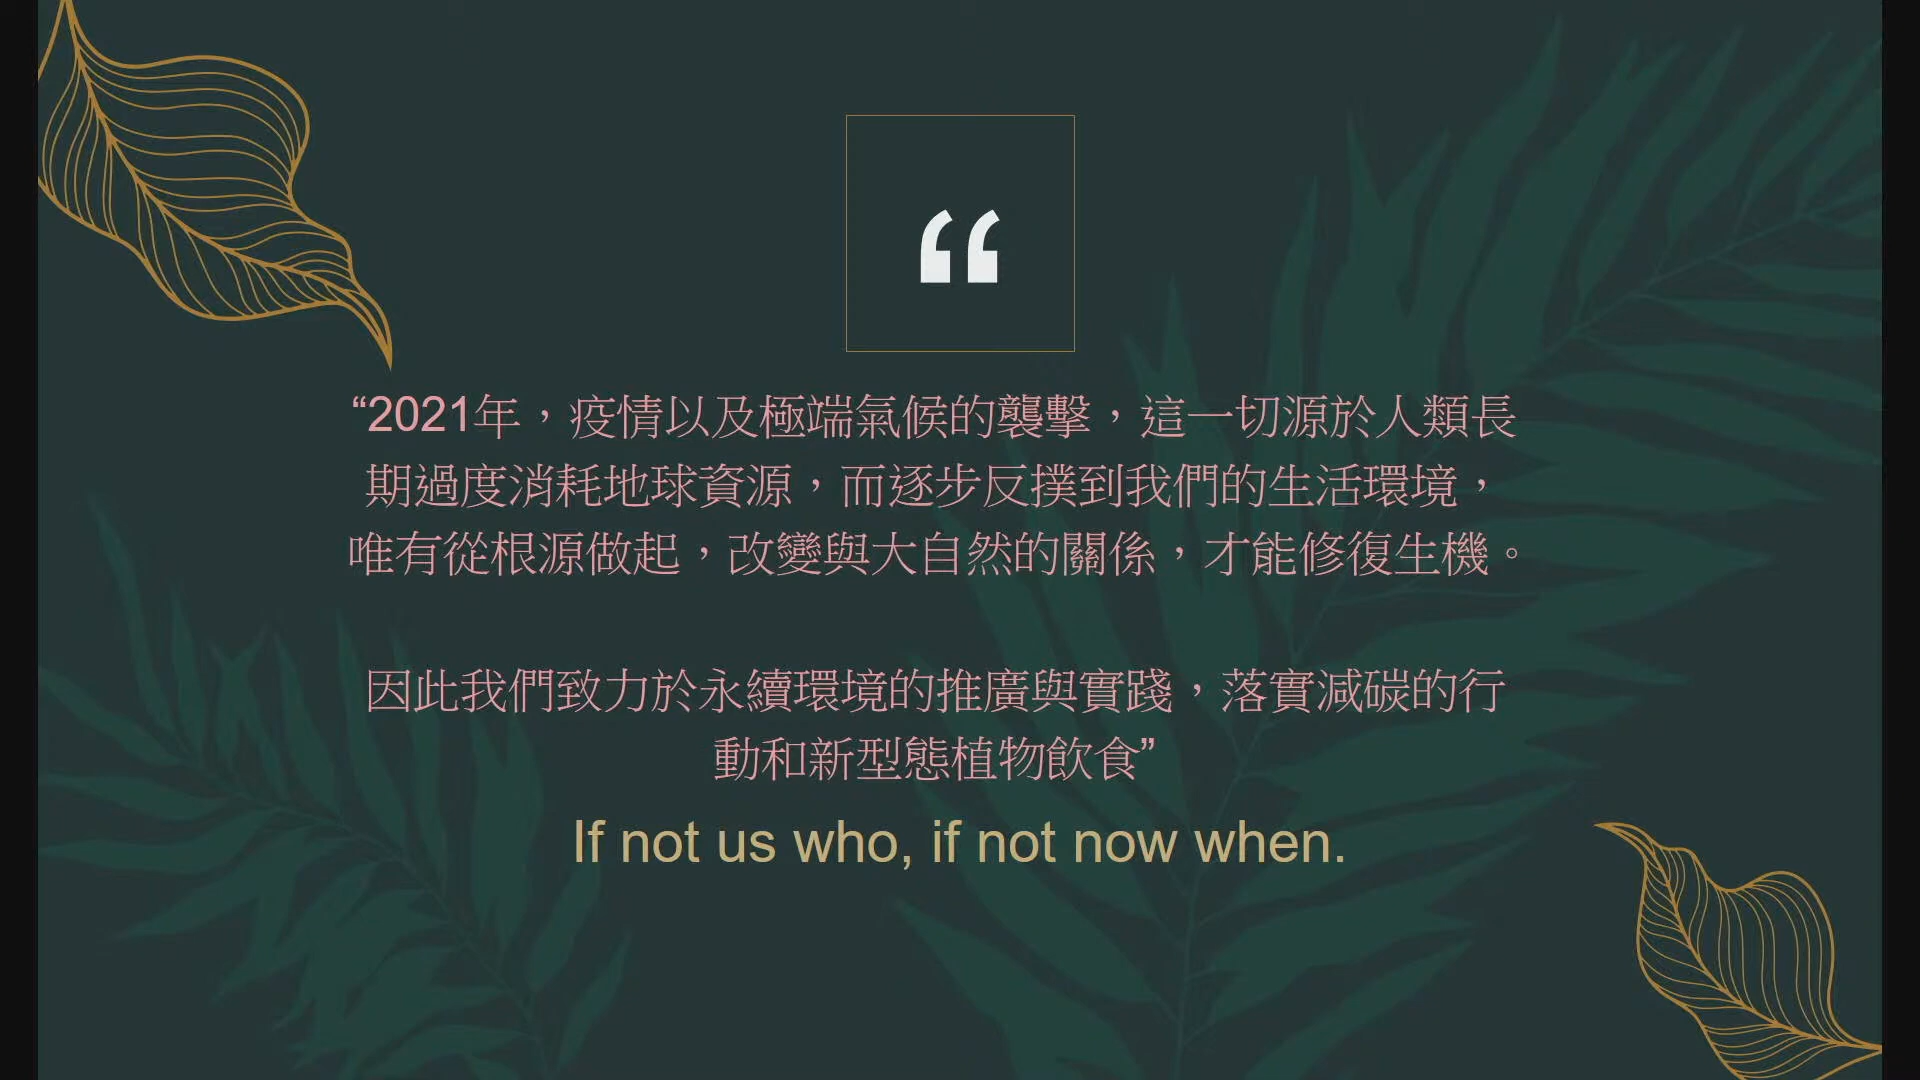 “
“2021年，疫情以及極端氣候的襲擊，這一切源於人類長
期過度消耗地球資源，而逐步反撲到我們的生活環境，
唯有從根源做起，改變與大自然的關係，才能修復生機。
因此我們致力於永續環境的推廣與實踐，落實減碳的行
動和新型態植物飲食”
If not us who, if not now when.